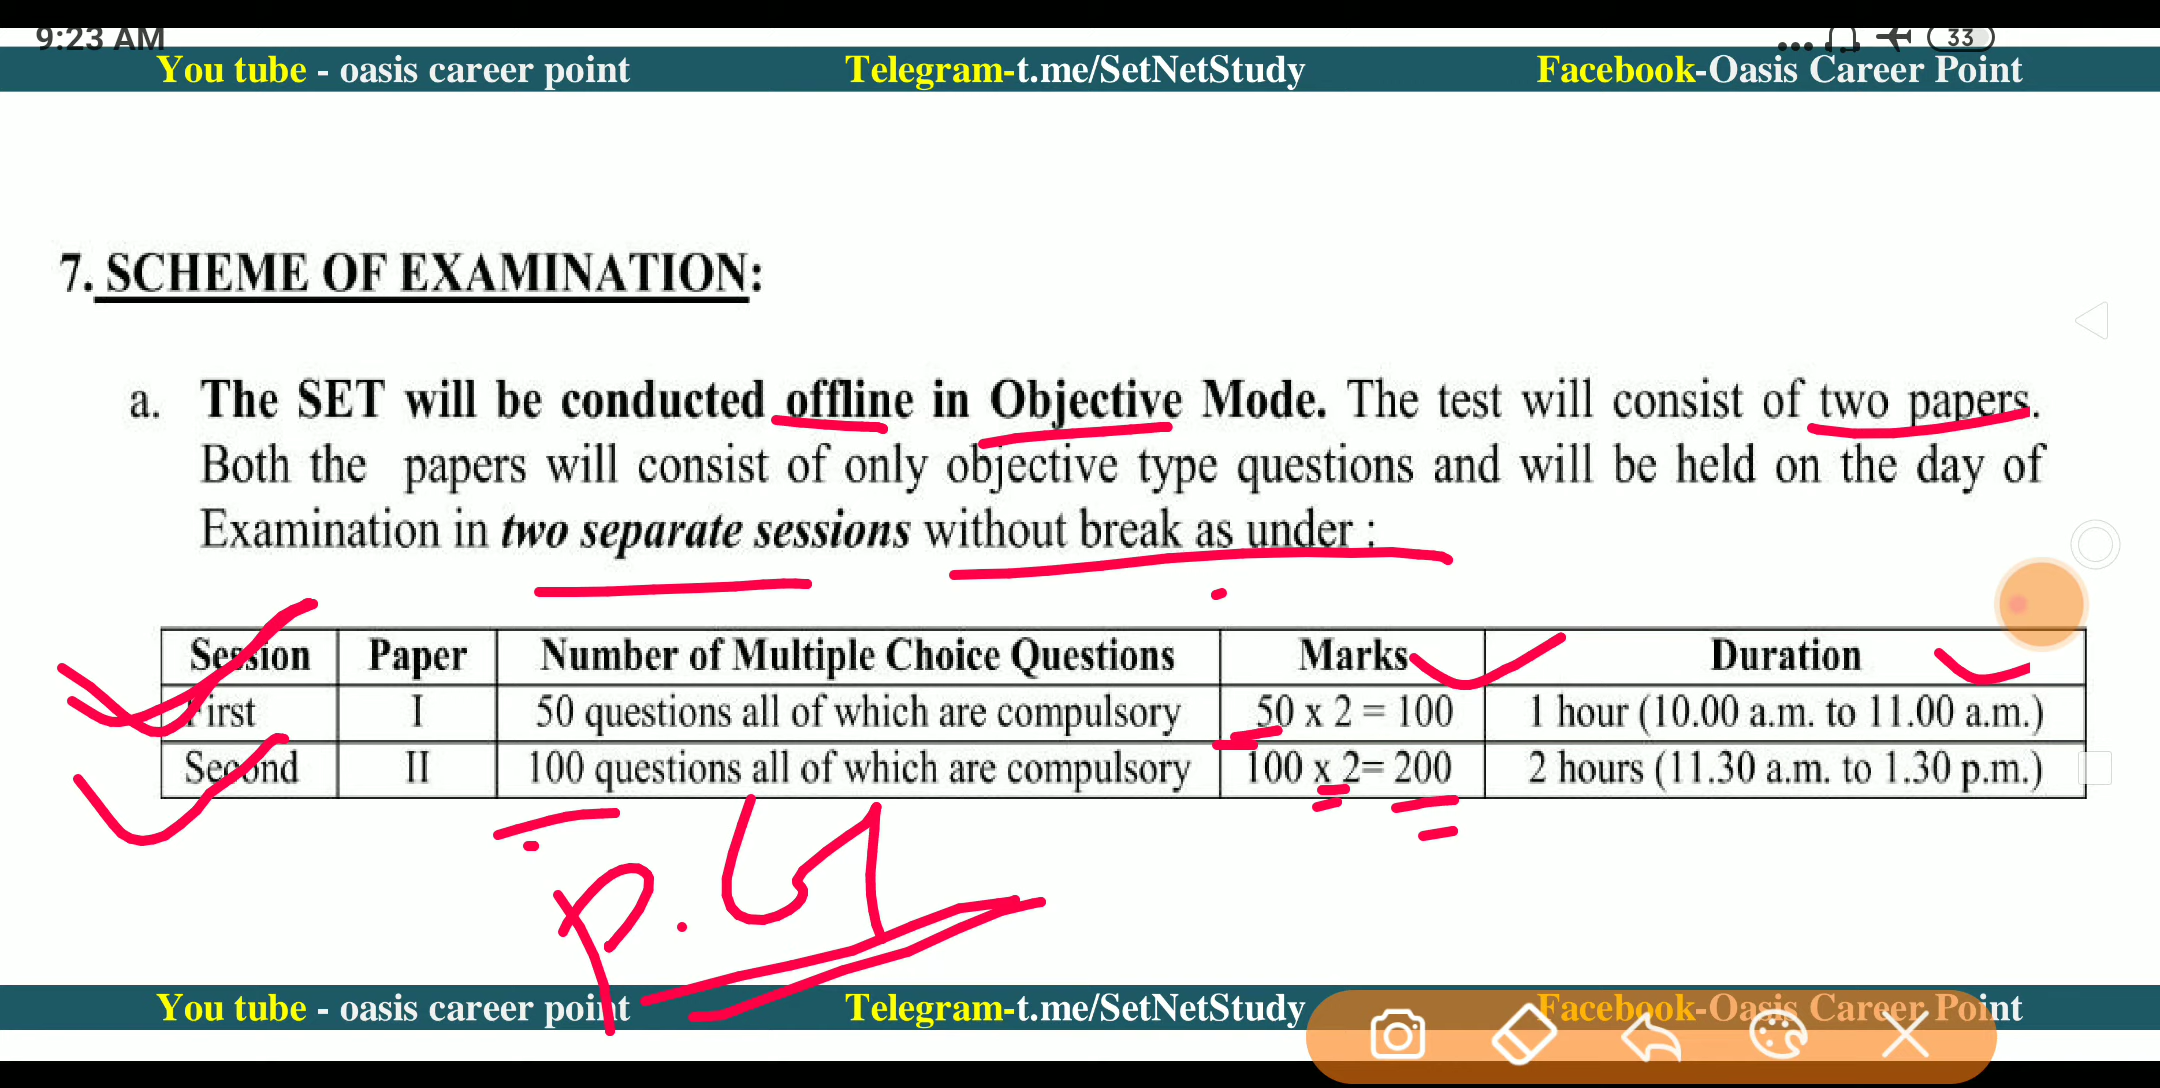 9:23 AM
33
You tube - oasis career point
Telegram-t.me/SetNetStudy
Facebook-Oasis Career Point
7. SCHEME OF EXAMINATION:
a. The SET will be conducted offline in Objective Mode. The test will consist of two papers.
Both the papers will consist of only objective type questions and will be held on the day of
Examination in two separate sessions without break as under :
Session Paper Number of Multiple Choice Questions Marks Duration
First I 50 questions all of which are compulsory 50 x 2 = 100 1 hour (10.00 a.m. to 11.00 a.m.)
Second II 100 questions all of which are compulsory 100 x 2= 200 2 hours (11.30 a.m. to 1.30 p.m.)
You tube - oasis career point
Telegram-t.me/SetNetStudy
Facebook-Oasis Career Point